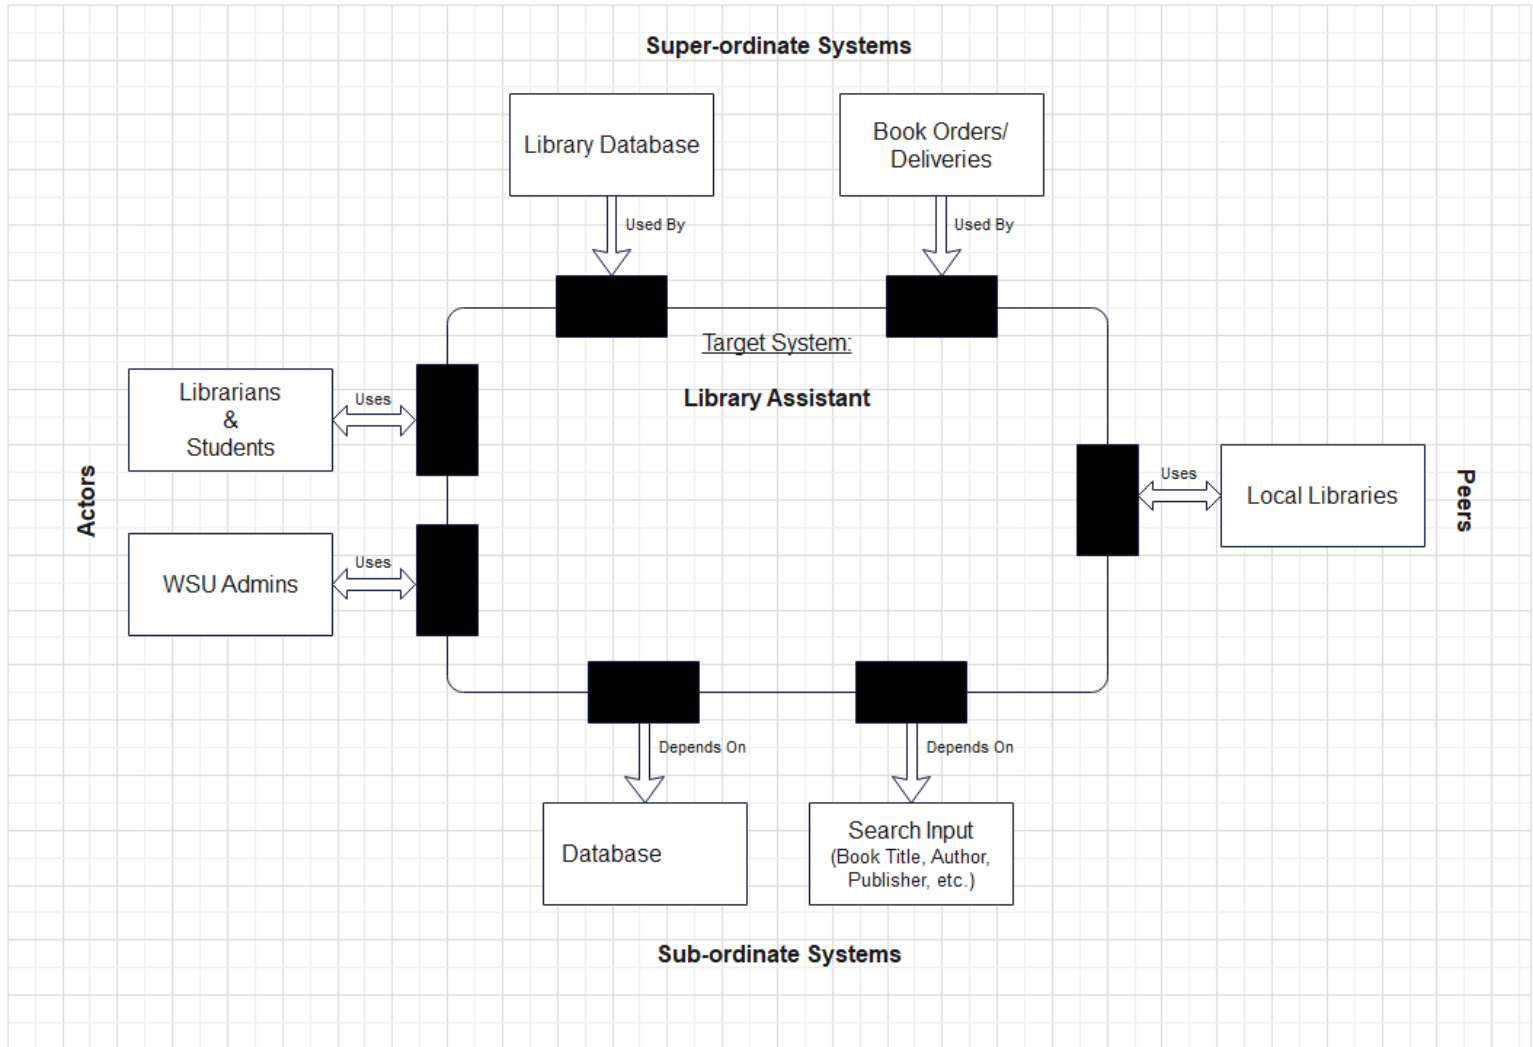 Super-ordinate Systems
Library Database
Book Orders/
Deliveries
Used By
Used By
Target System:
Library Assistant
Librarians
&
Students
Uses
Actors
WSU Admins
Uses
Uses
Local Libraries
Peers
Depends On
Depends On
Database
Search Input
(Book Title, Author,
Publisher, etc.)
Sub-ordinate Systems